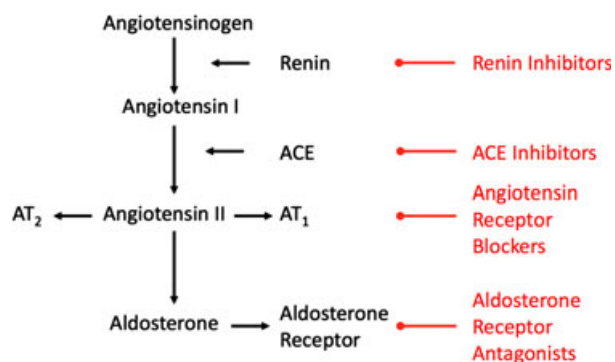 Angiotensinogen
Renin
Renin Inhibitors
Angiotensin I
ACE
ACE Inhibitors
AT₂
Angiotensin II
AT₁
Angiotensin
Receptor
Blockers
Aldosterone
Aldosterone
Receptor
Aldosterone
Receptor
Antagonists